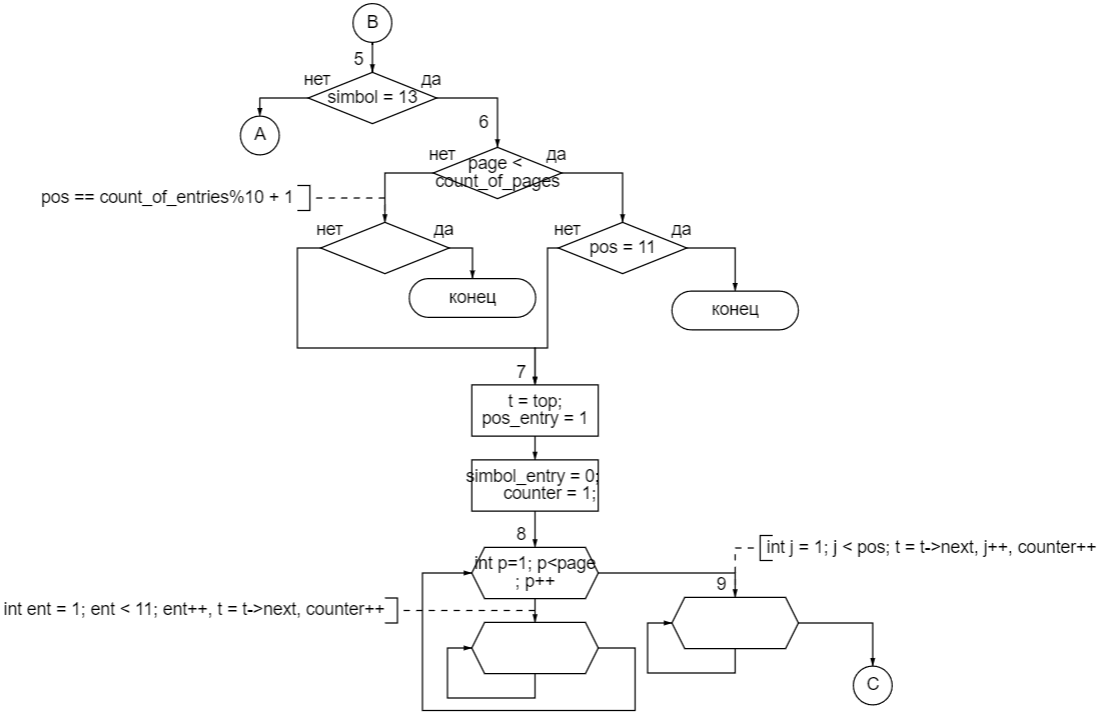 B
5
нет
да
simbol = 13
A
6
нет
да
page <
count_of_pages
pos == count_of_entries%10 + 1
нет
да
нет
да
pos = 11
конец
конец
7
t = top;
pos_entry = 1
simbol_entry = 0;
counter = 1;
8
int p=1; p<page
; p++
int j = 1; j < pos; t = t->next, j++, counter++
9
int ent = 1; ent < 11; ent++, t = t->next, counter++
C